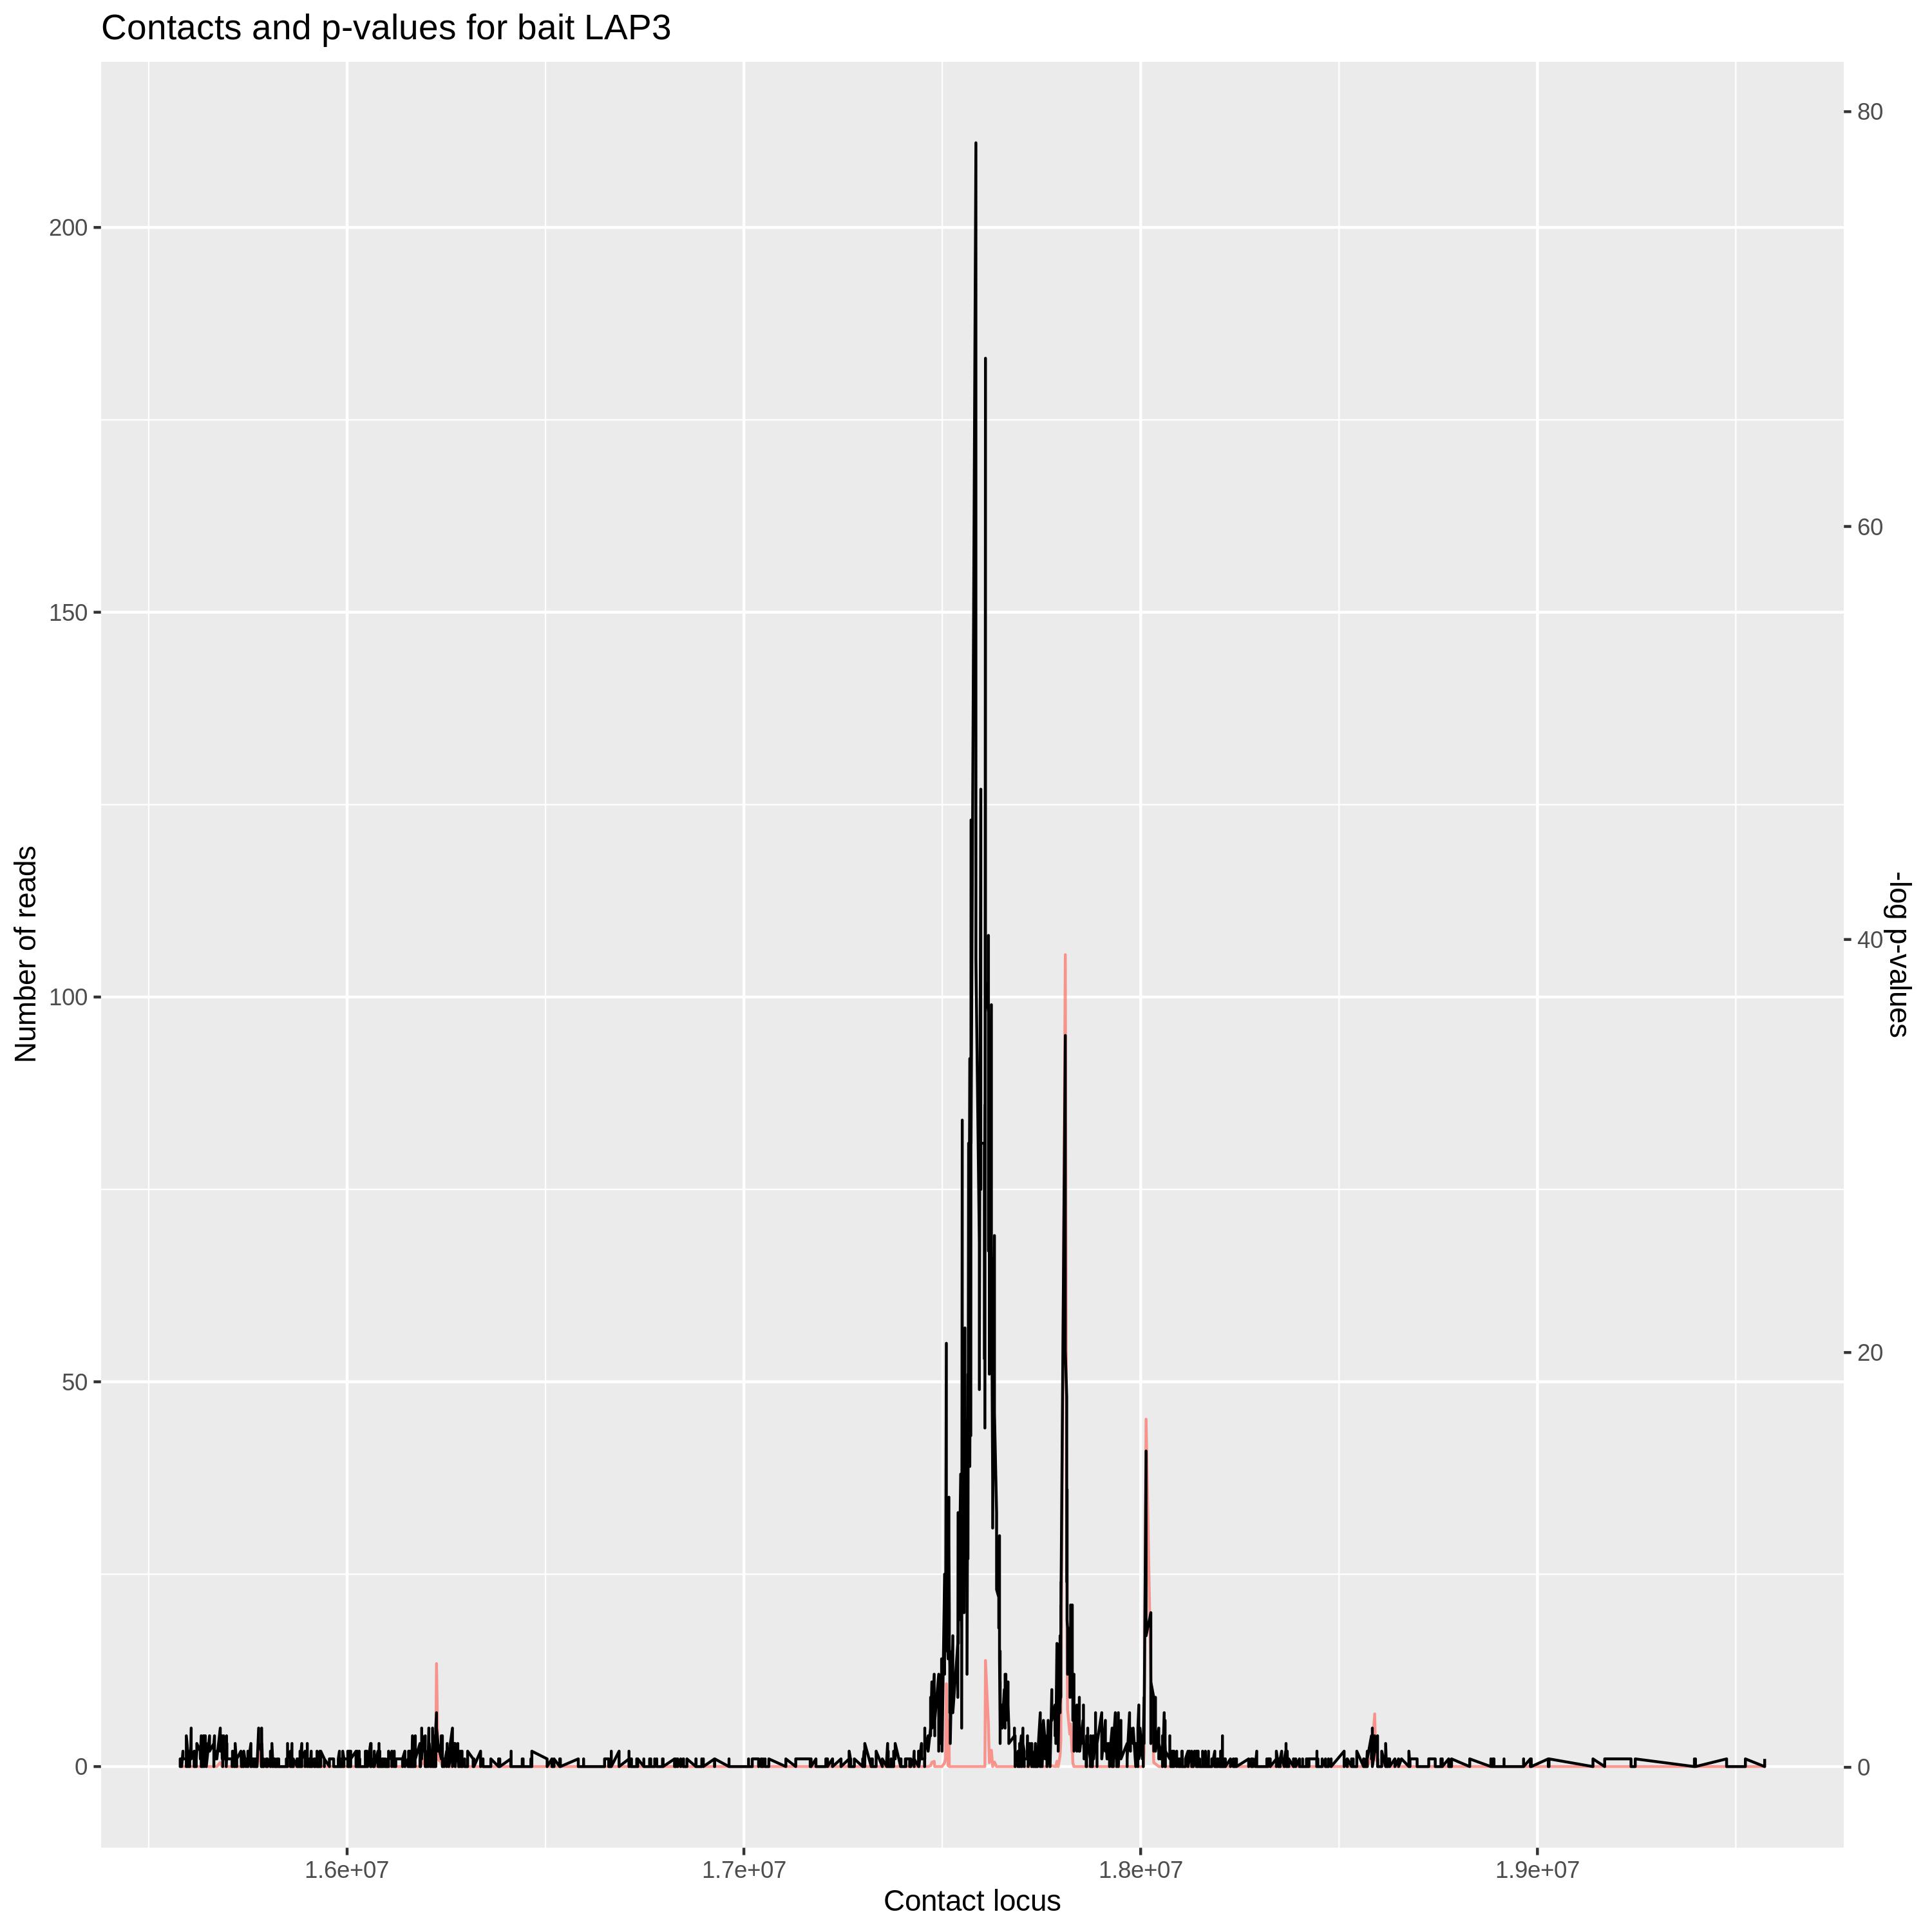 Contacts and p-values for bait LAP3
Number of reads
200
150
100
50
0
80
60
40
20
0
-log p-values
1.6e+07
1.7e+07
1.8e+07
1.9e+07
Contact locus